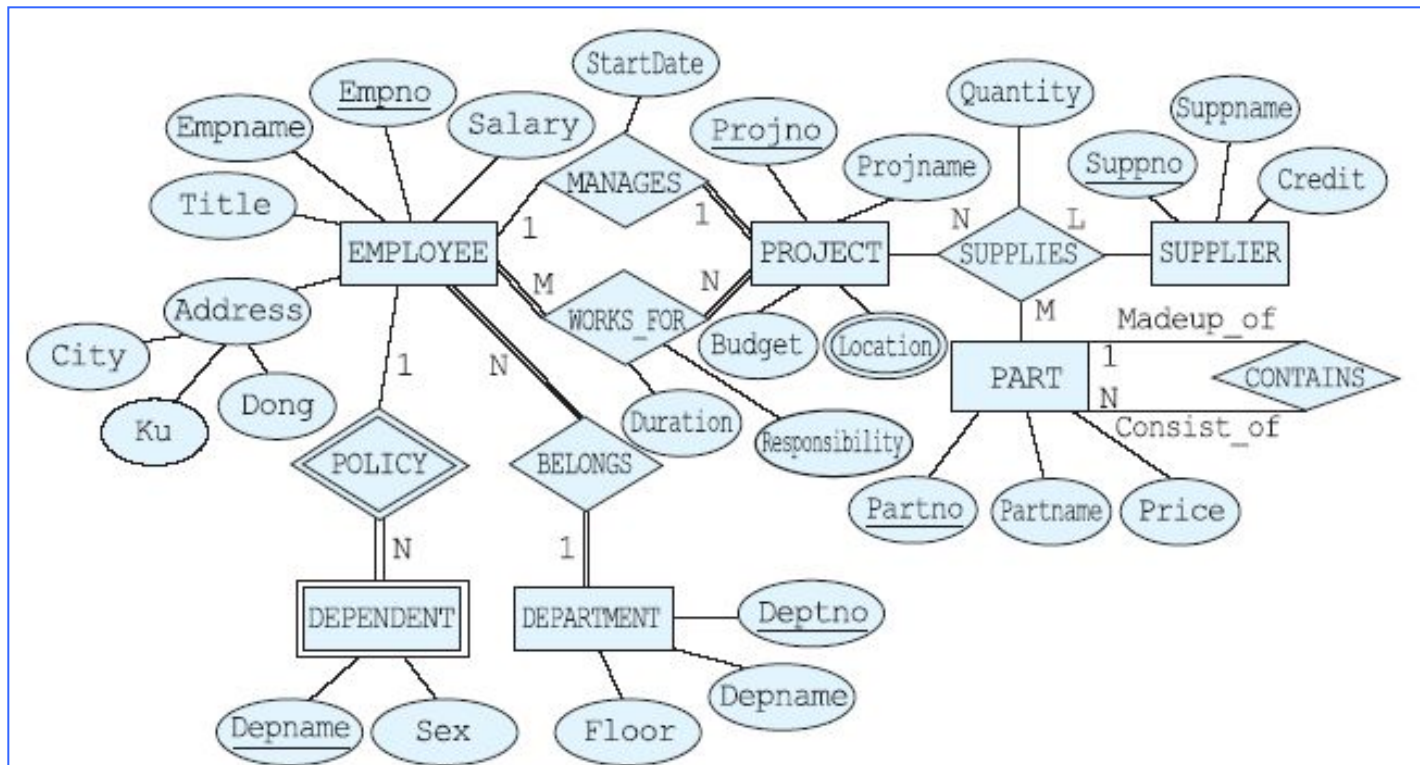 StartDate
Empno
Quantity
Suppname
Empname
Salary
Projno
Projname
Suppno
Credit
Title
MANAGES
1
1
N
L
EMPLOYEE
PROJECT
SUPPLIES
SUPPLIER
M
N
M
Address
WORKS_FOR
Budget
Location
Madeup_of
City
1
N
1
PART
CONTAINS
Ku
Dong
N
Consist_of
Duration
Responsibility
POLICY
BELONGS
Partno
Partname
Price
N
1
DEPENDENT
DEPARTMENT
Deptno
Depname
Depname
Sex
Floor